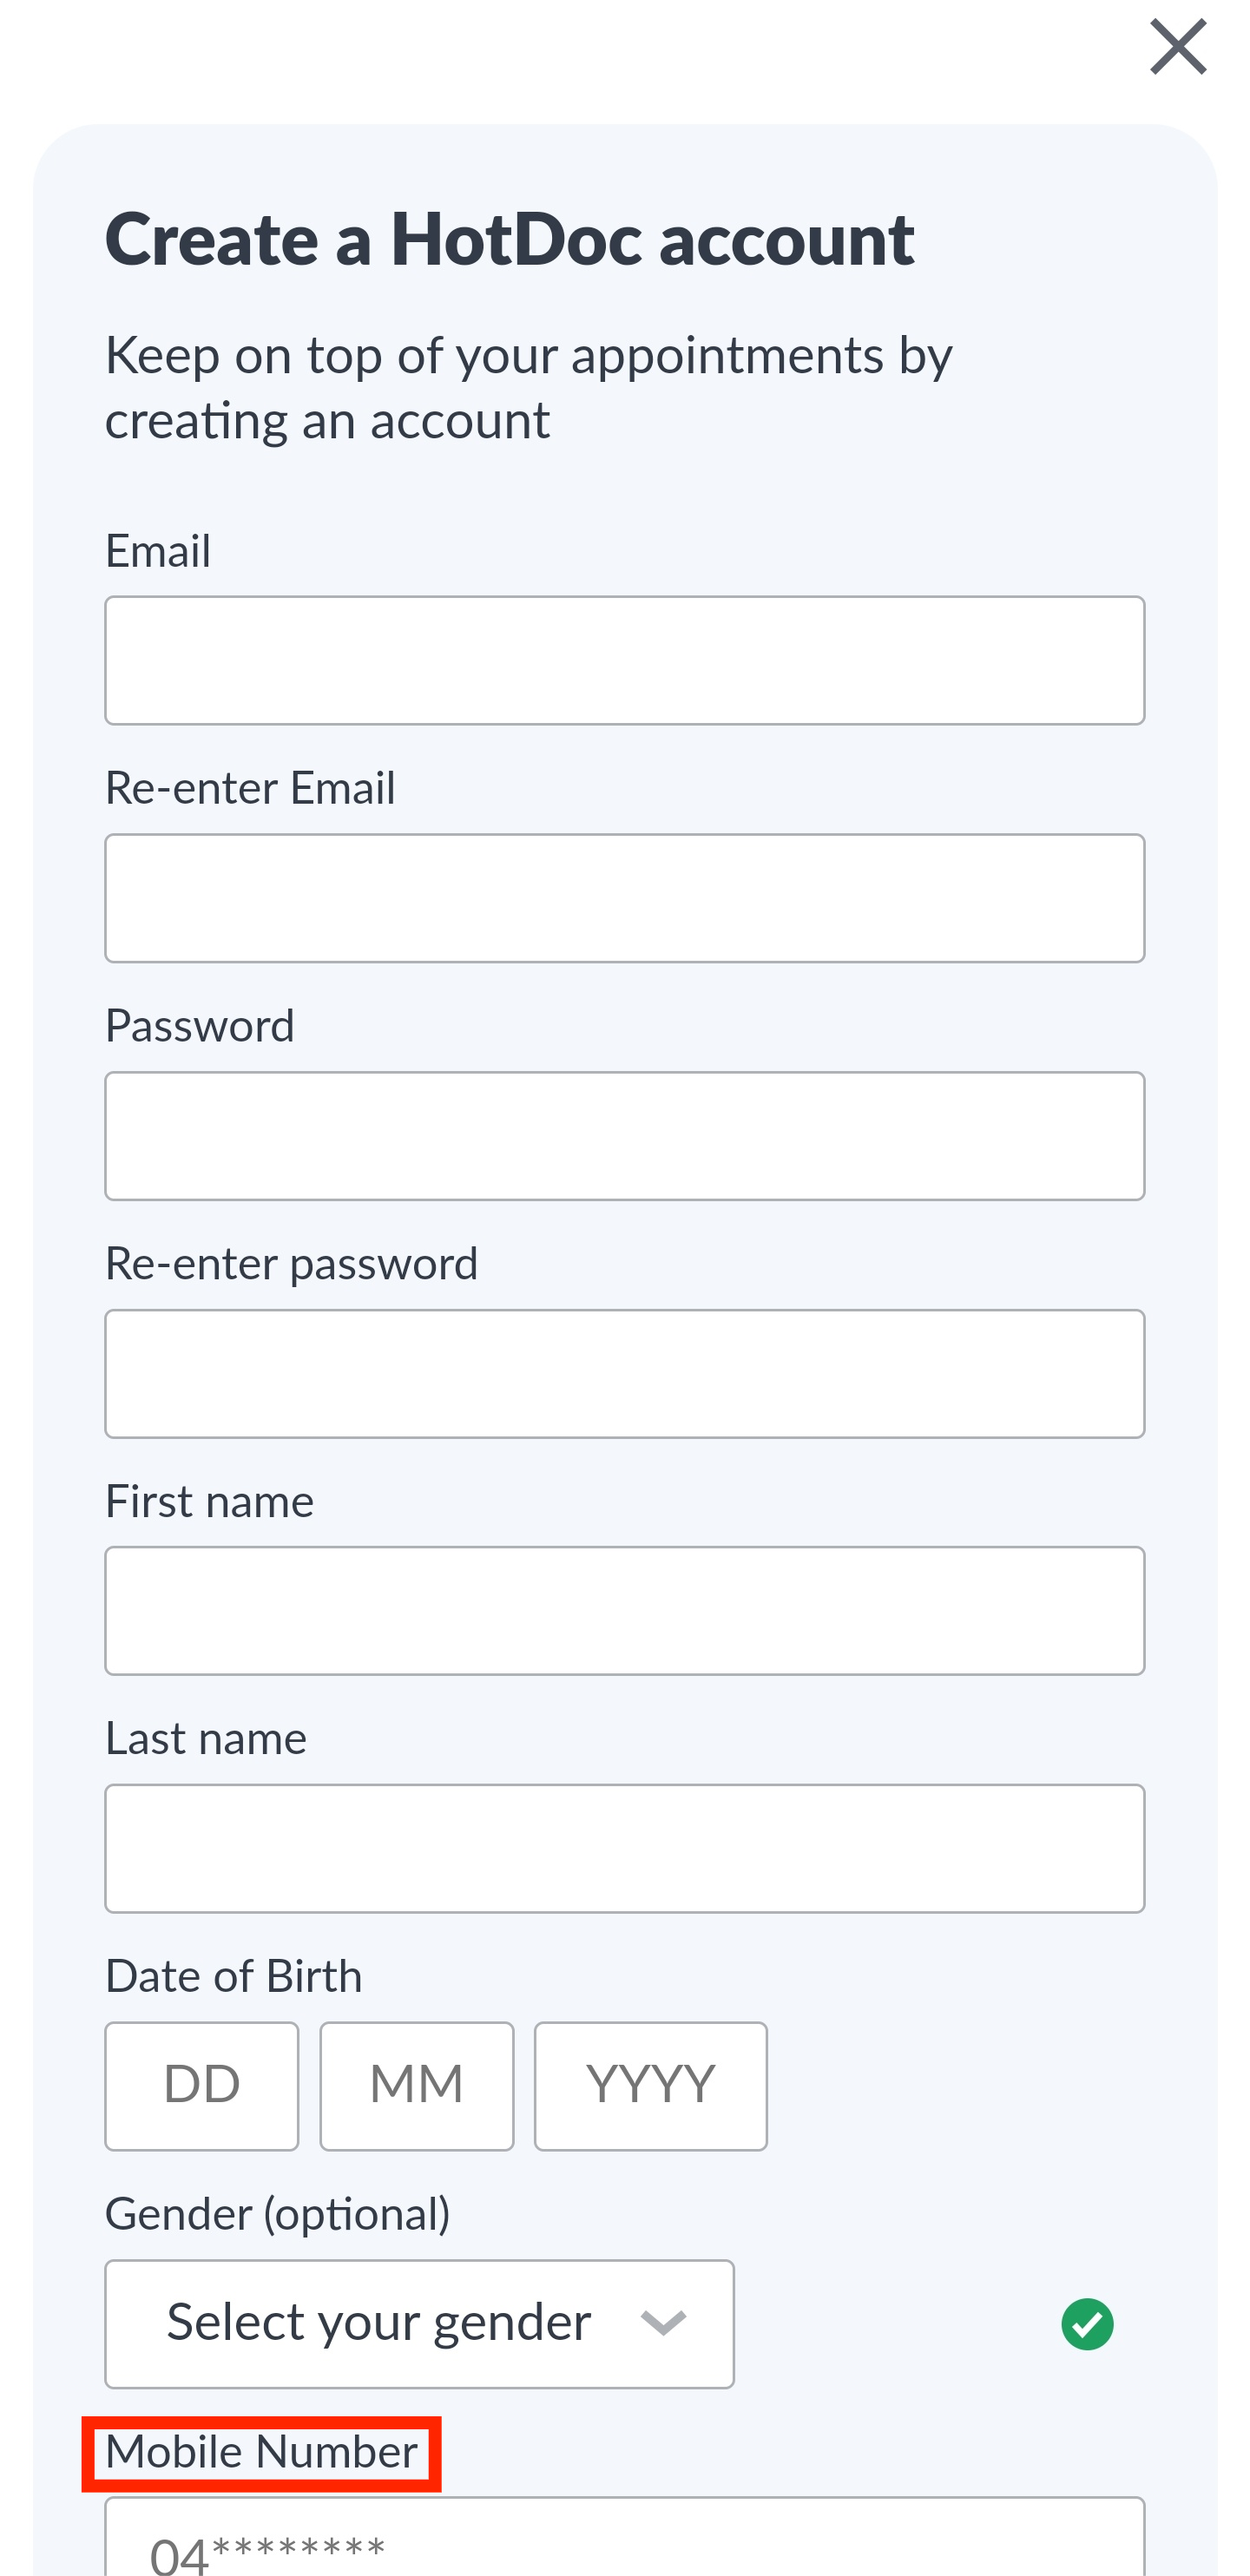 Create a HotDoc account
Keep on top of your appointments by
creating an account
Email
Re-enter Email
Password
Re-enter password
First name
Last name
Date of Birth
DD MM YYYY
Gender (optional)
Select your gender
Mobile Number
04********